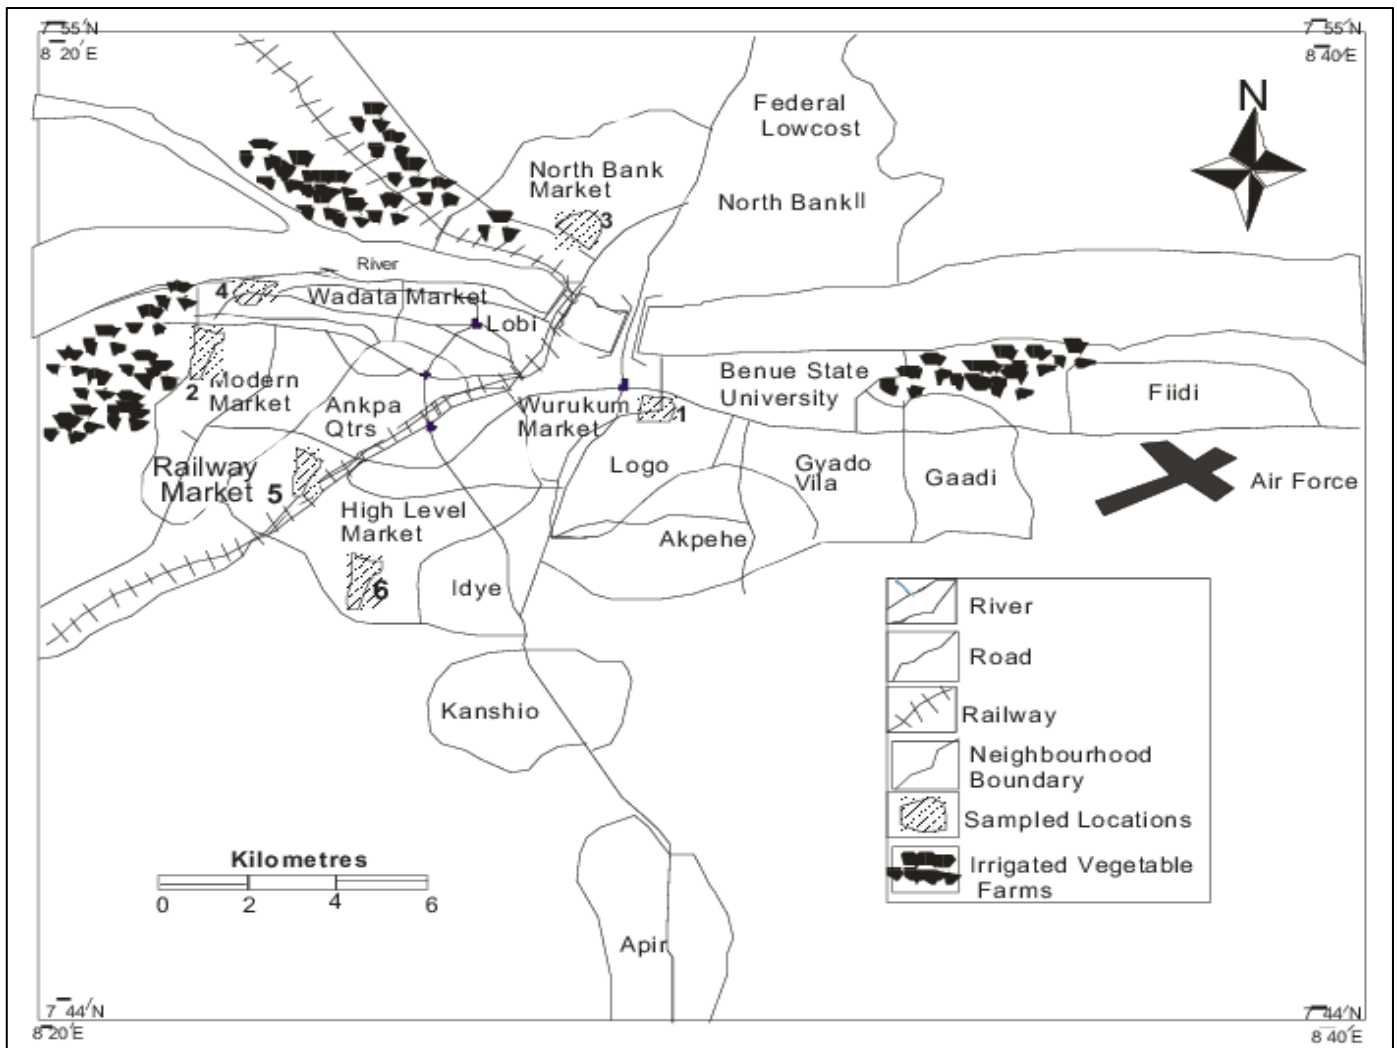 7 55′N
8 20′E
7 55′N
8 40′E
N
Federal
Lowcost
North Bank
Market
3
North Bank II
River
4
Wadata Market
Lobi
2
Modern
Market
Ankpa
Qtrs
Wurukum
Market
1
Benue State
University
Fiidi
Railway
Market
5
Logo
Gyado
Vila
Gaadi
Air Force
High Level
Market
6
Akpehe
Idye
Kanshio
Apir
River
Road
Railway
Neighbourhood
Boundary
Sampled Locations
Irrigated Vegetable
Farms
Kilometres
0 2 4 6
7 44′N
8 20′E
7 44′N
8 40′E